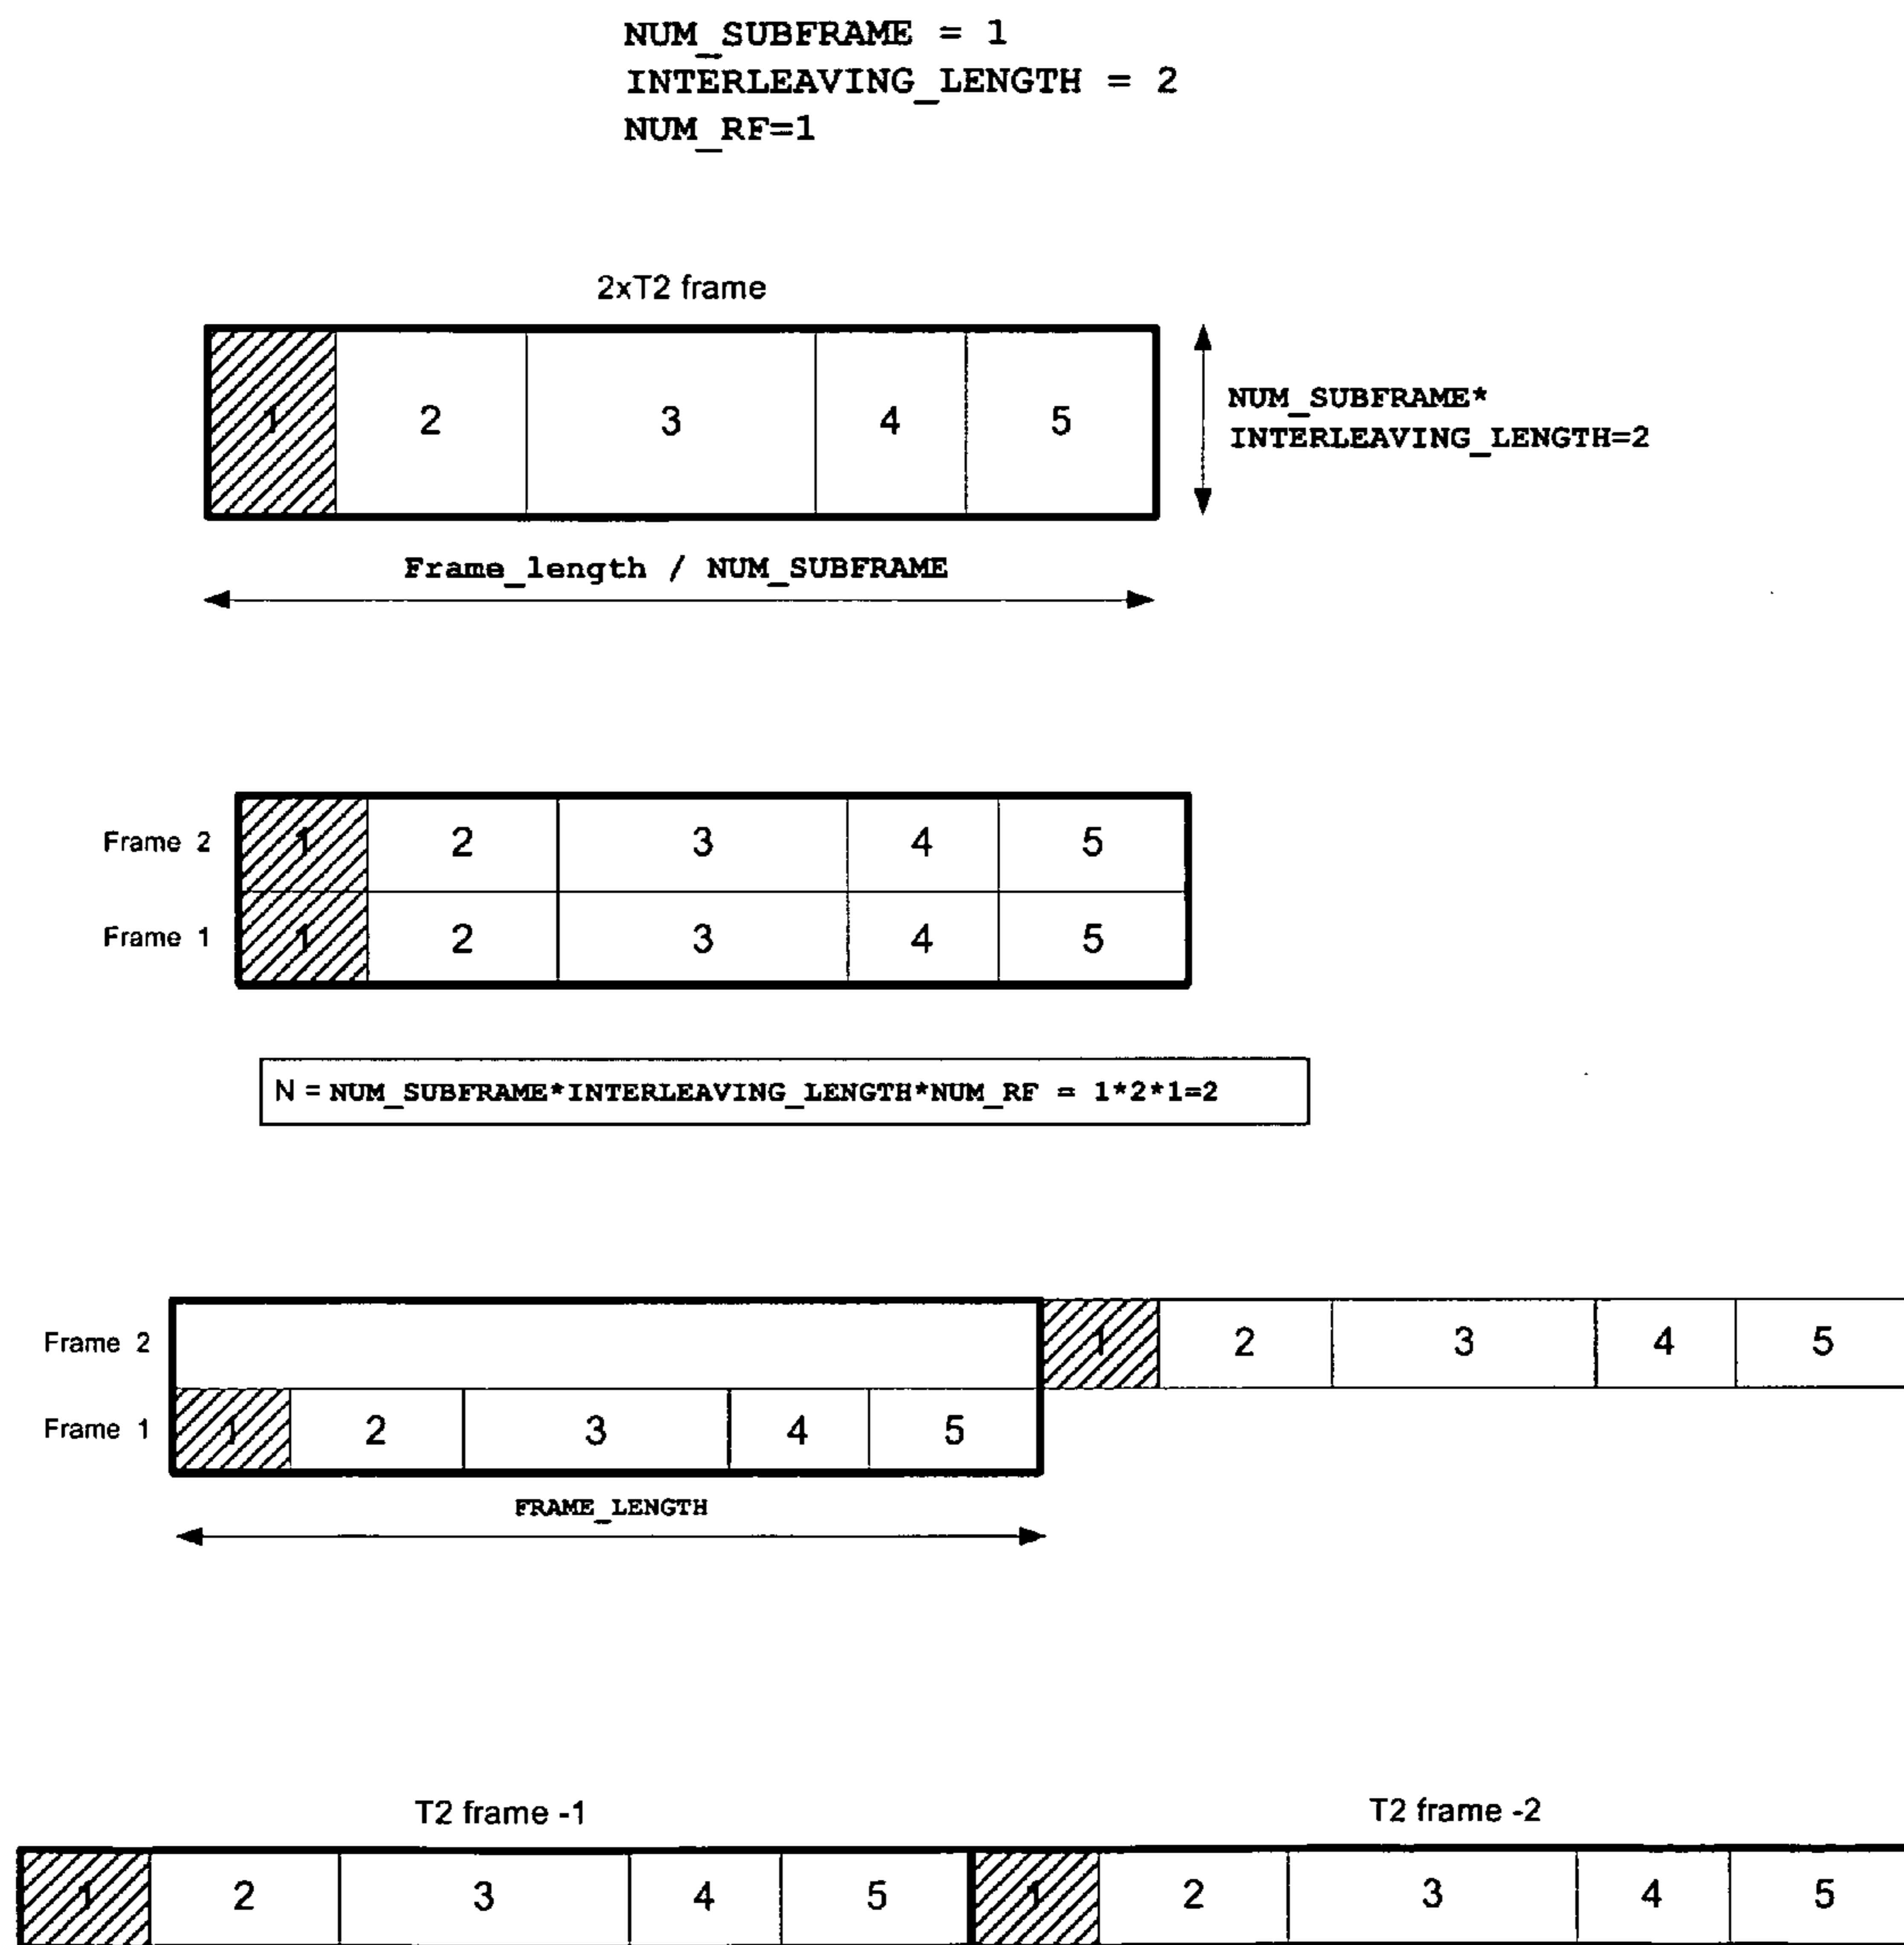 NUM_SUBFRAME = 1
INTERLEAVING_LENGTH = 2
NUM_RF=1
2xT2 frame
1 2 3 4 5
NUM_SUBFRAME*
INTERLEAVING_LENGTH=2
Frame_length / NUM_SUBFRAME
Frame 2 1 2 3 4 5
Frame 1 1 2 3 4 5
N = NUM_SUBFRAME*INTERLEAVING_LENGTH*NUM_RF = 1*2*1=2
Frame 2 1 2 3 4 5
Frame 1 1 2 3 4 5
FRAME_LENGTH
T2 frame -1 T2 frame -2
1 2 3 4 5 1 2 3 4 5